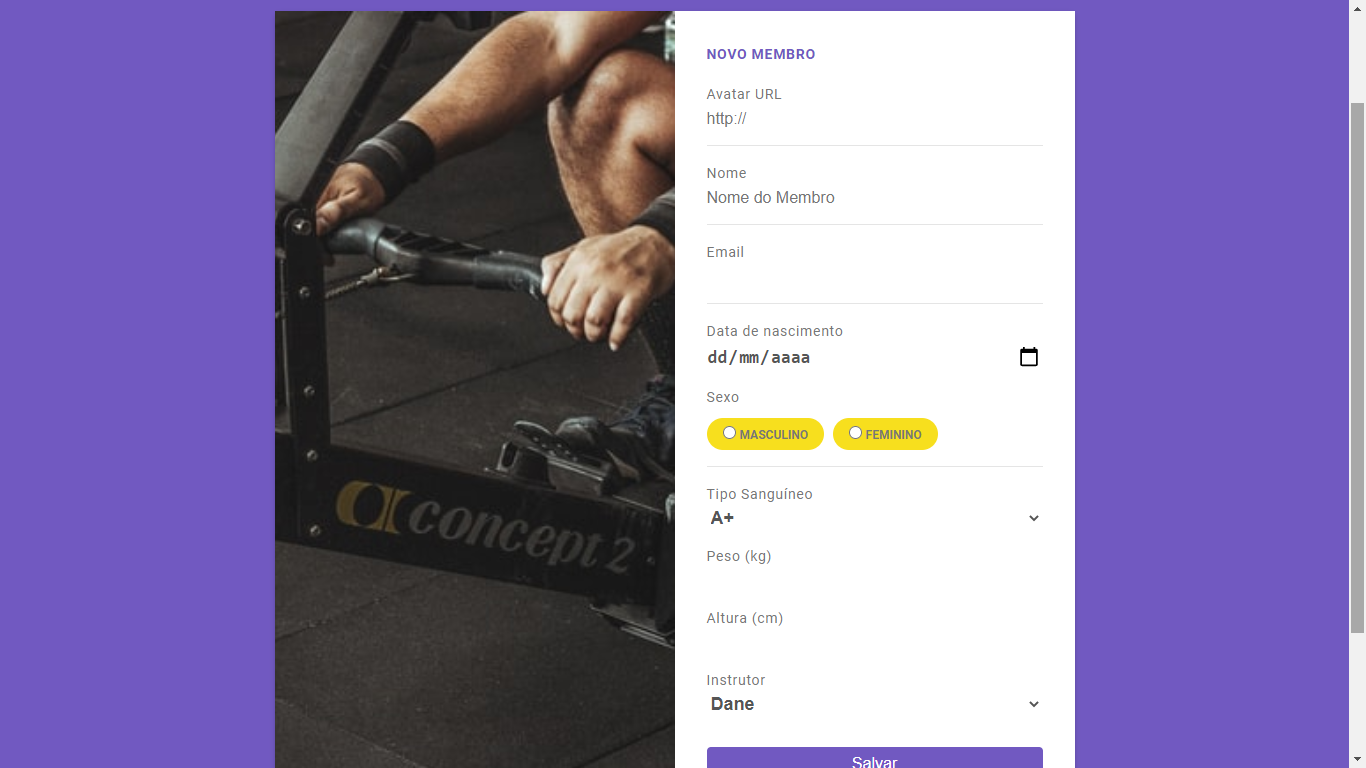 concept 2
NOVO MEMBRO
Avatar URL
http://
Nome
Nome do Membro
Email
Data de nascimento
dd/mm/aaaa
Sexo
MASCULINO FEMININO
Tipo Sanguíneo
A+
Peso (kg)
Altura (cm)
Instrutor
Dane
Salvar